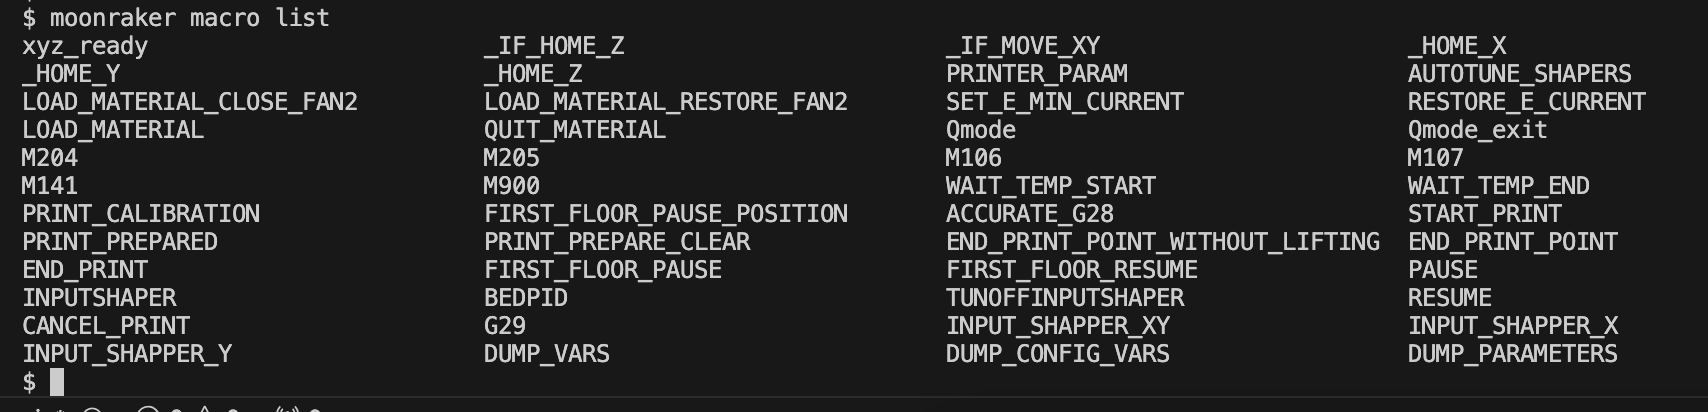 $ moonraker macro list
xyz_ready _IF_HOME_Z _IF_MOVE_XY _HOME_X
_HOME_Y _HOME_Z PRINTER_PARAM AUTOTUNE_SHAPERS
LOAD_MATERIAL_CLOSE_FAN2 LOAD_MATERIAL_RESTORE_FAN2 SET_E_MIN_CURRENT RESTORE_E_CURRENT
LOAD_MATERIAL QUIT_MATERIAL Qmode Qmode_exit
M204 M205 M106 M107
M141 M900 WAIT_TEMP_START WAIT_TEMP_END
PRINT_CALIBRATION FIRST_FLOOR_PAUSE_POSITION ACCURATE_G28 START_PRINT
PRINT_PREPARED PRINT_PREPARE_CLEAR END_PRINT_POINT_WITHOUT_LIFTING END_PRINT_POINT
END_PRINT FIRST_FLOOR_PAUSE FIRST_FLOOR_RESUME PAUSE
INPUTSHAPER BEDPID TUNOFFINPUTSHAPER RESUME
CANCEL_PRINT G29 INPUT_SHAPPER_XY INPUT_SHAPPER_X
INPUT_SHAPPER_Y DUMP_VARS DUMP_CONFIG_VARS DUMP_PARAMETERS
$